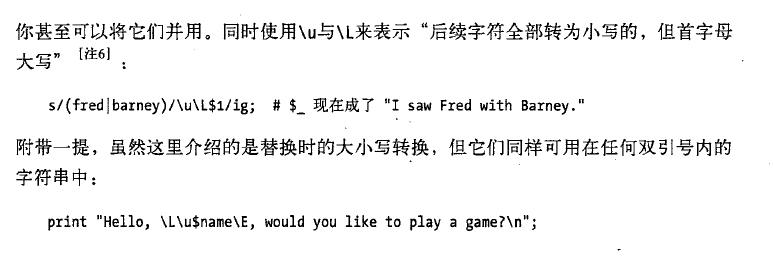 你甚至可以将它们并用。同时使用\u与\L来表示“后续字符全部转为小写的，但首字母
大写” [注6] ：
s/(fred|barney)/\u\L$1/ig;  # $_ 现在成了 "I saw Fred with Barney."
附带一提，虽然这里介绍的是替换时的大小写转换，但它们同样可用在任何双引号内的
字符串中：
print "Hello, \L\u$name\E, would you like to play a game?\n";